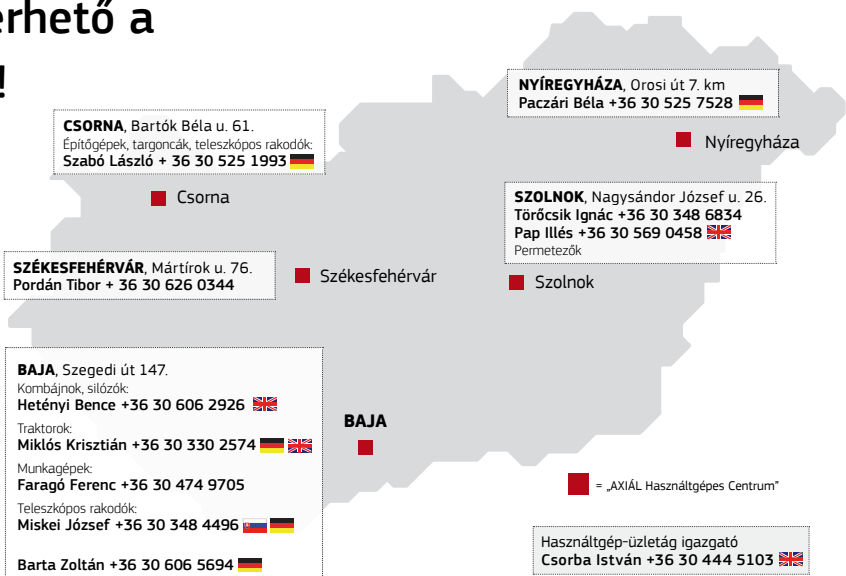 erhető a
!
NYÍREGYHÁZA, Orosi út 7. km
Paczári Béla +36 30 525 7528
Nyíregyháza
CSORNA, Bartók Béla u. 61.
Építőgépek, targoncák, teleszkópos rakodók:
Szabó László + 36 30 525 1993
Csorna
SZOLNOK, Nagysándor József u. 26.
Törőcsik Ignác +36 30 348 6834
Pap Illés +36 30 569 0458
Permetezők
Szolnok
SZÉKESFEHÉRVÁR, Mártírok u. 76.
Pordán Tibor + 36 30 626 0344
Székesfehérvár
BAJA, Szegedi út 147.
Kombájnok, silózók:
Hetényi Bence +36 30 606 2926
Traktorok:
Miklós Krisztián +36 30 330 2574
Munkagépek:
Faragó Ferenc +36 30 474 9705
Teleszkópos rakodók:
Miskei József +36 30 348 4496
Barta Zoltán +36 30 606 5694
BAJA
= „AXIÁL Használtgépes Centrum"
Használtgép-üzletág igazgató
Csorba István +36 30 444 5103